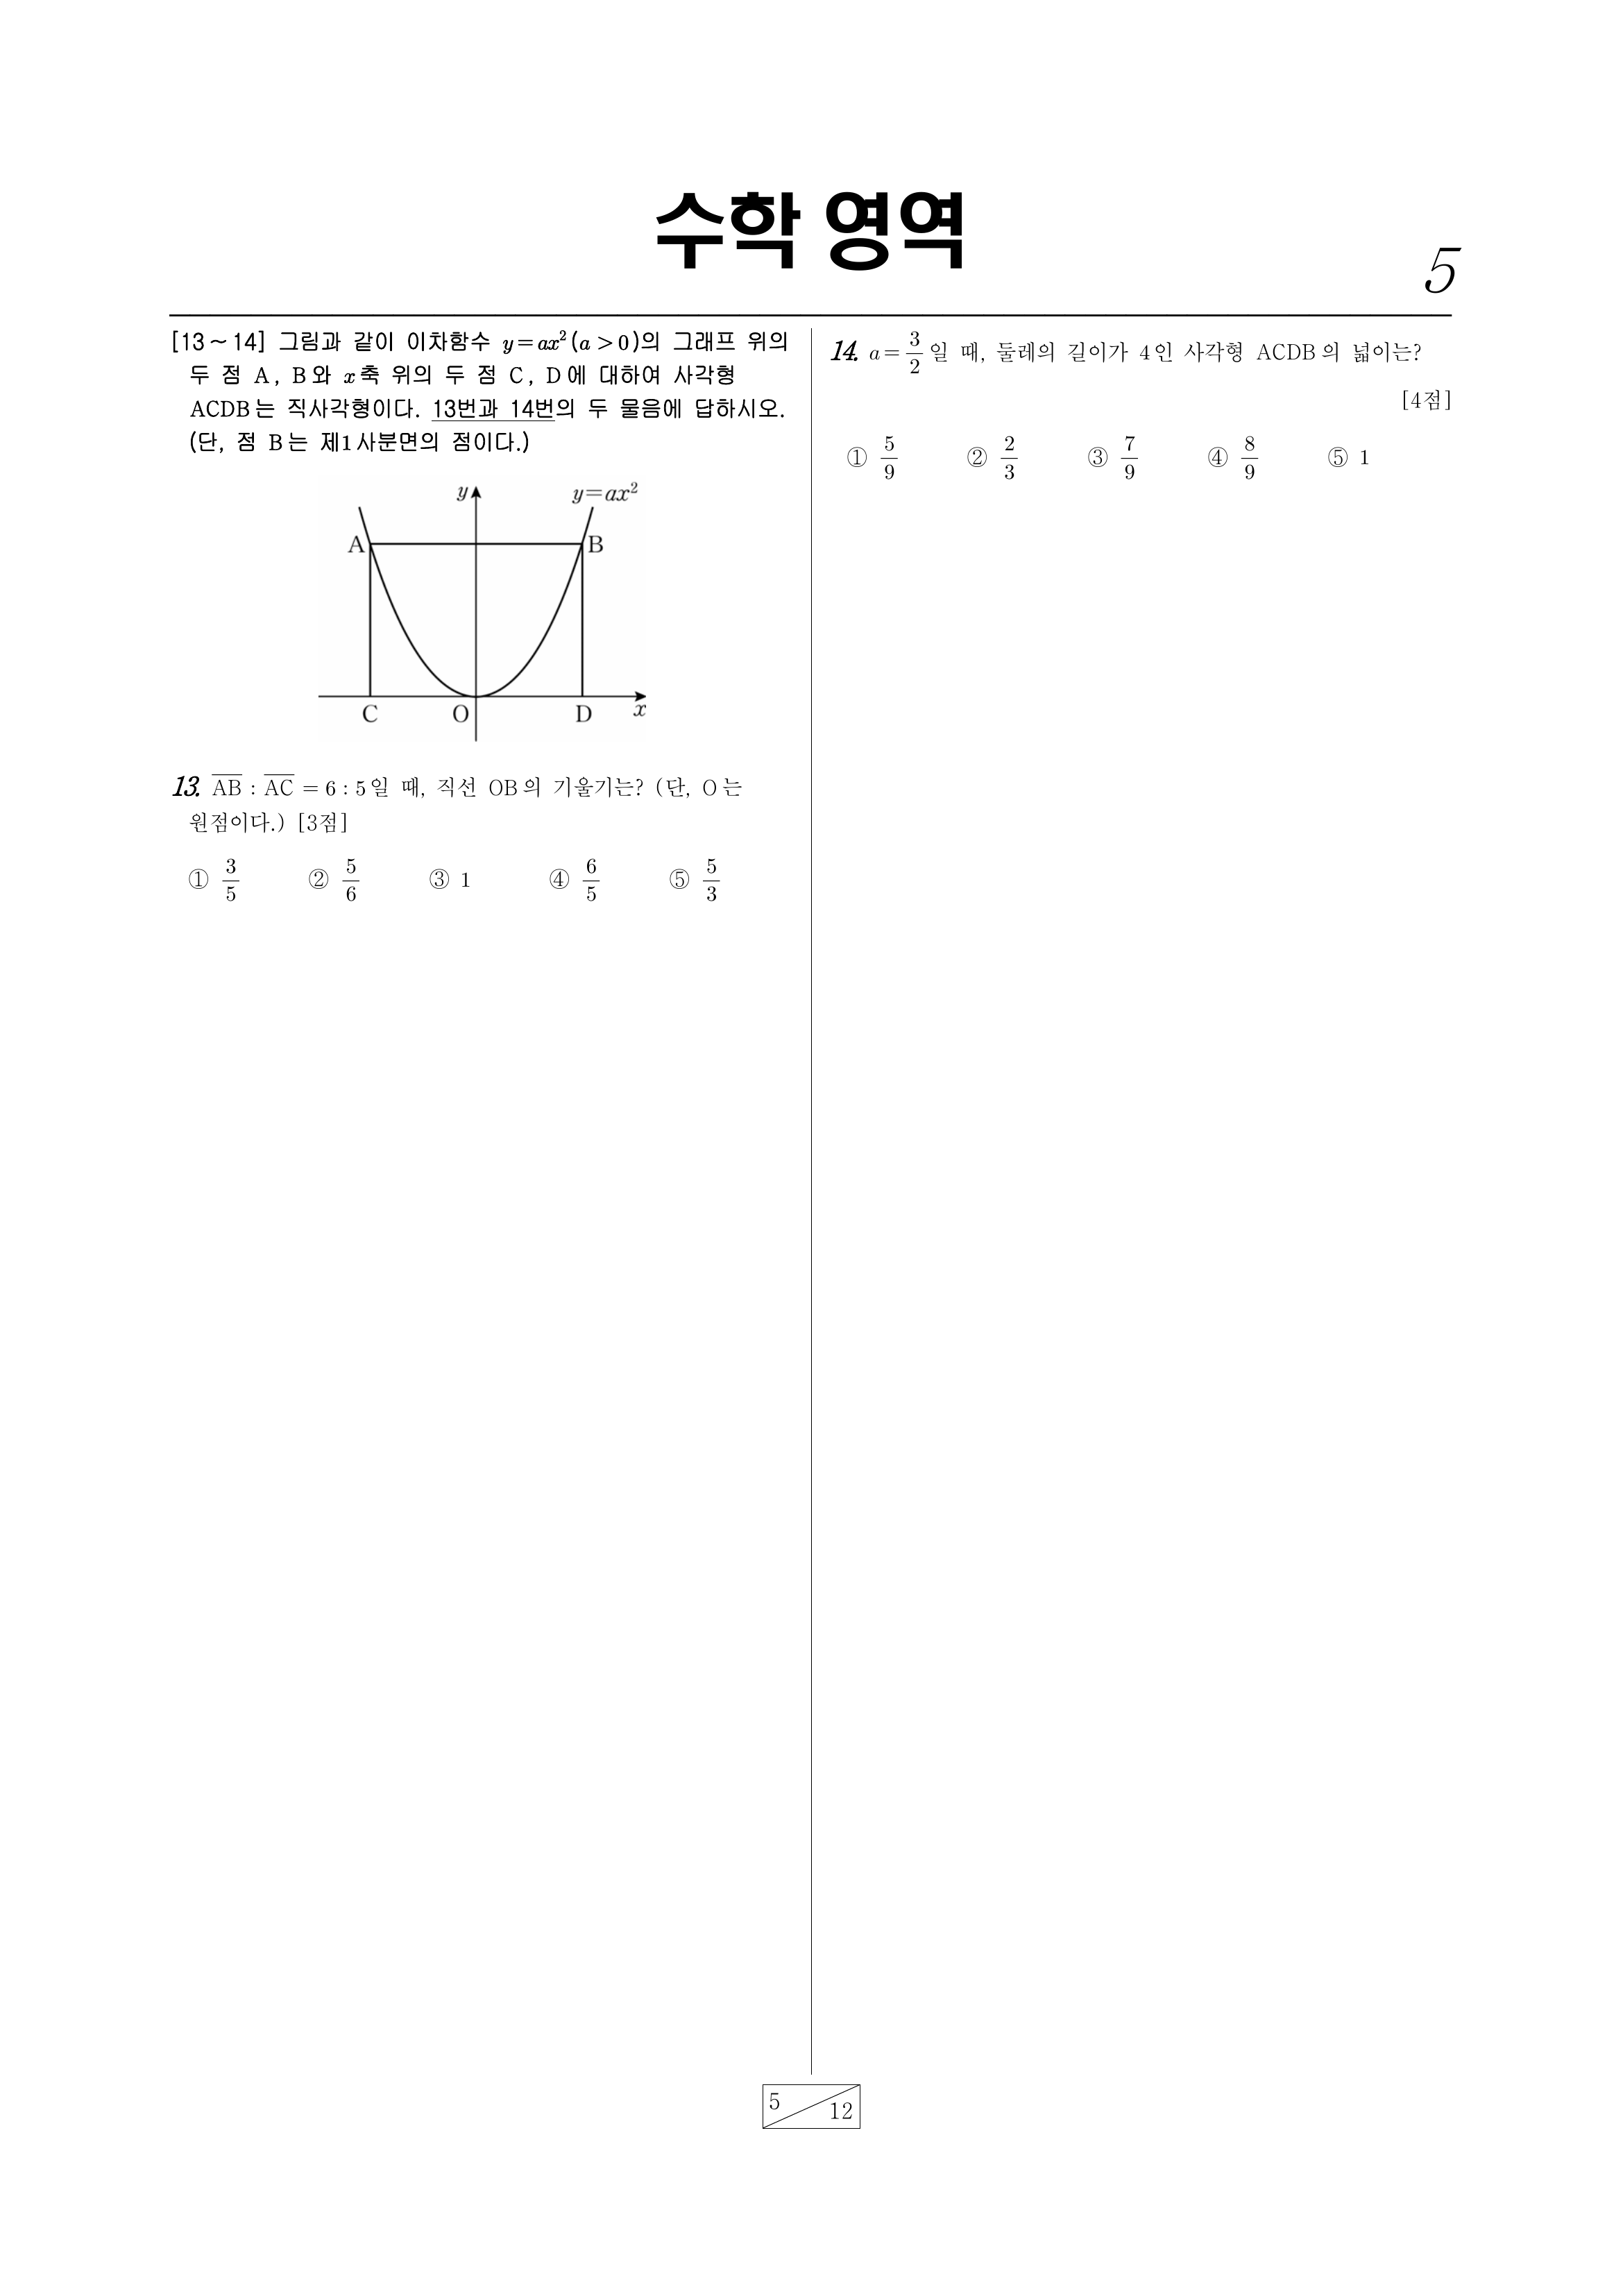 수학 영역
5
[13~14] 그림과 같이 이차함수 y=ax²(a>0)의 그래프 위의
두 점 A, B와 x축 위의 두 점 C, D에 대하여 사각형
ACDB는 직사각형이다. 13번과 14번의 두 물음에 답하시오.
(단, 점 B는 제1사분면의 점이다.)
y
y=ax²
A
B
C
O
D
x
13. AB : AC = 6 : 5일 때, 직선 OB의 기울기는? (단, O는
원점이다.) [3점]
① 3/5 ② 5/6 ③ 1 ④ 6/5 ⑤ 5/3
14. a=3/2일 때, 둘레의 길이가 4인 사각형 ACDB의 넓이는?
[4점]
① 5/9 ② 2/3 ③ 7/9 ④ 8/9 ⑤ 1
5
12